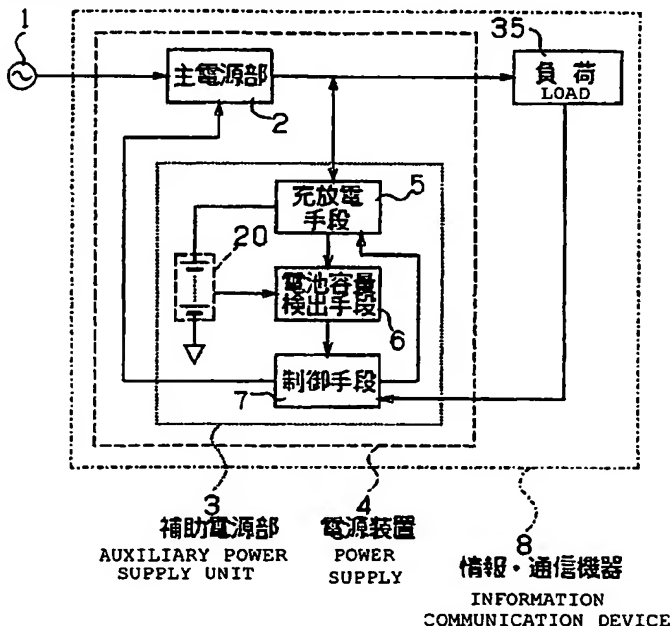 1
35
主電源部
負荷
LOAD
2
5
充放電
手段
20
電池容量
検出手段
6
制御手段
7
3
4
補助電源部
電源装置
8
AUXILIARY POWER
SUPPLY UNIT
POWER
SUPPLY
情報・通信機器
INFORMATION
COMMUNICATION DEVICE